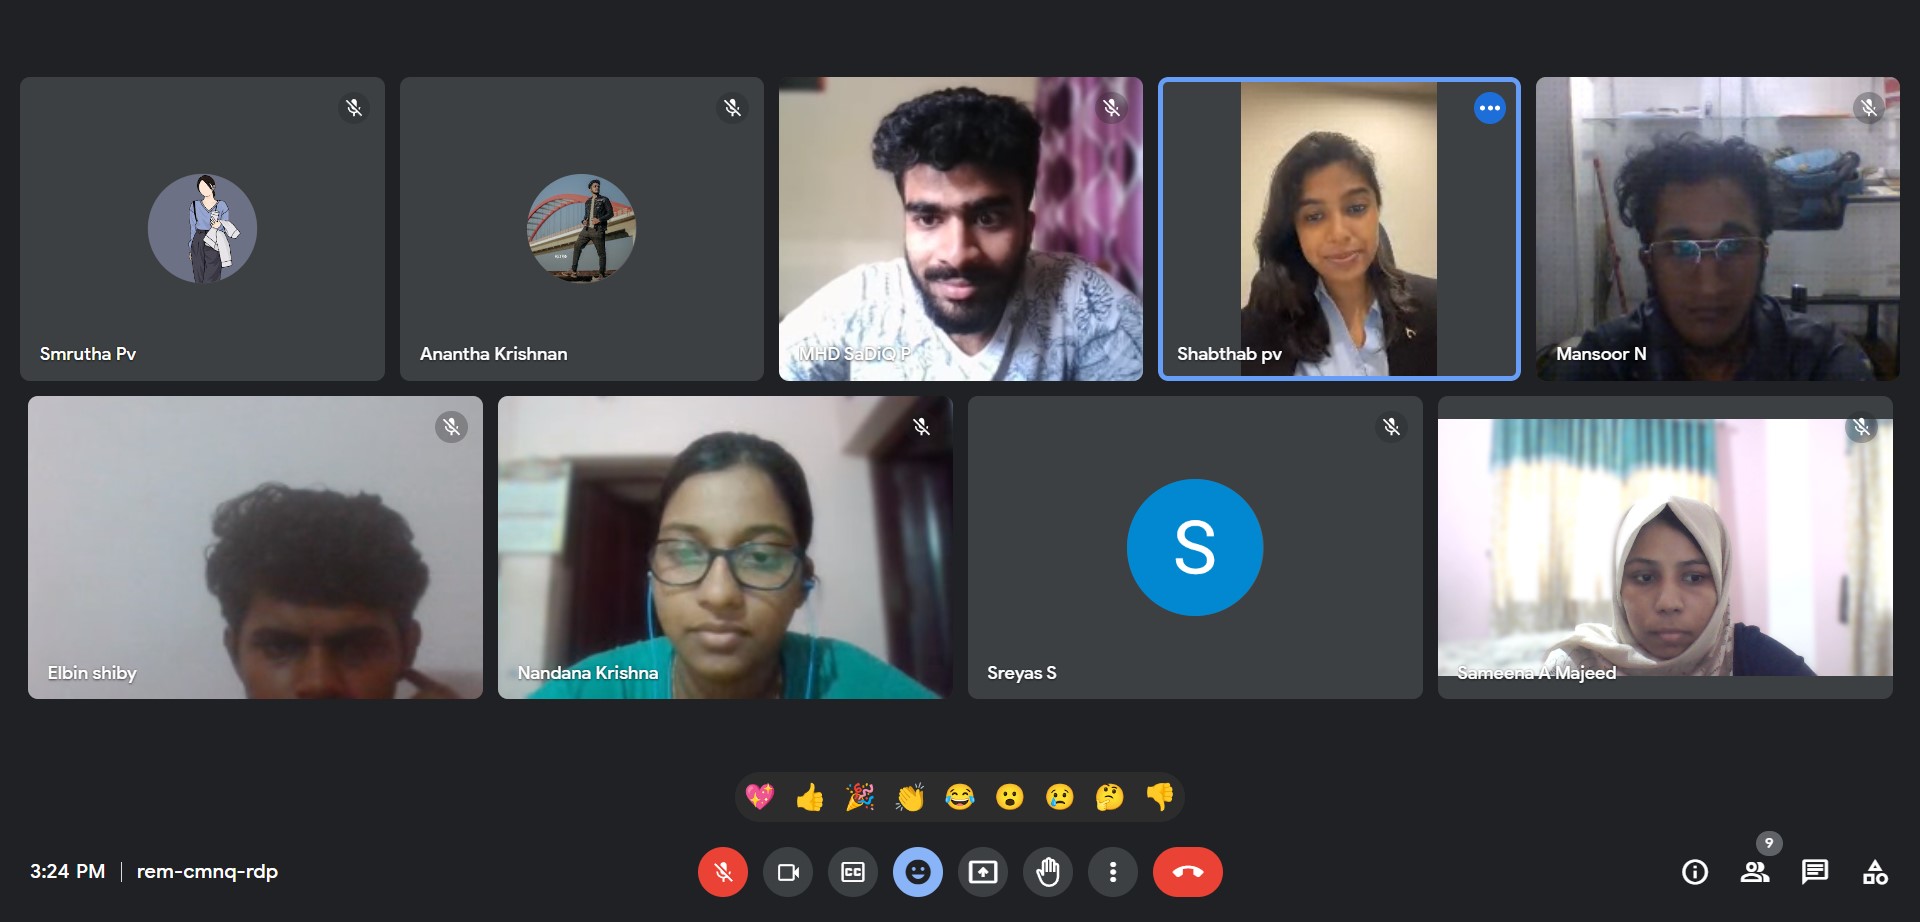 Smrutha Pv
Anantha Krishnan
MHD SaDiQ P
Shabthab pv
Mansoor N
Elbin shiby
Nandana Krishna
S
Sreyas S
Sameena A Majeed
9
3:24 PM | rem-cmnq-rdp
CC